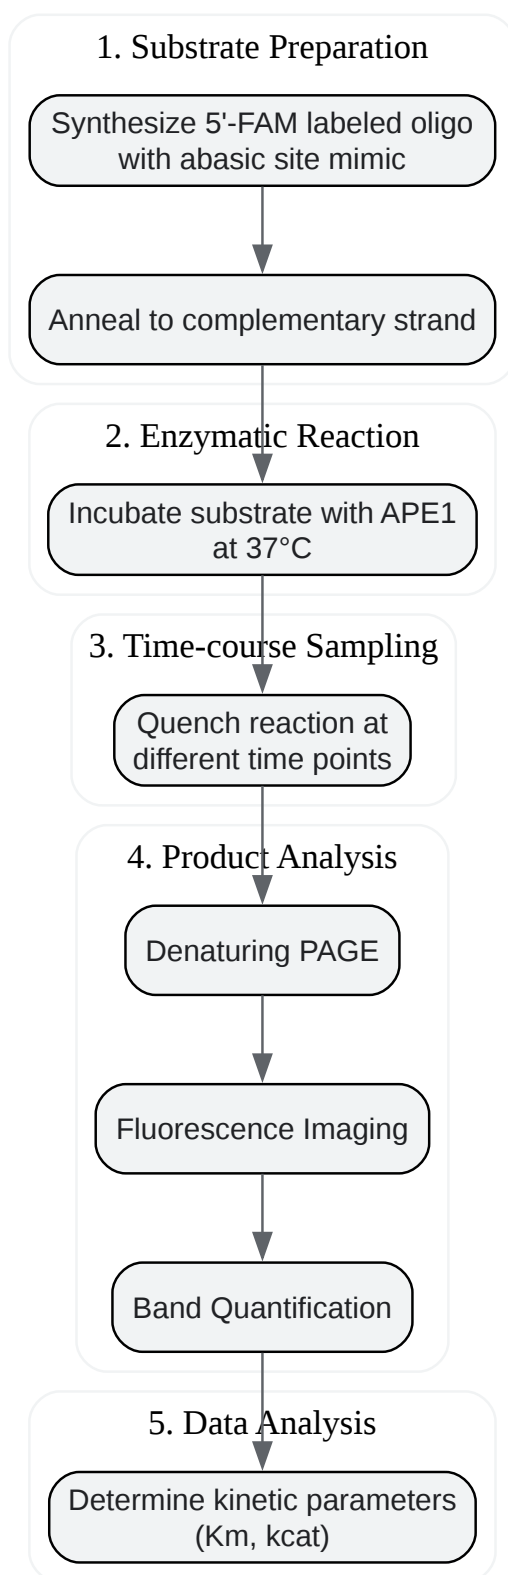 1. Substrate Preparation
Synthesize 5'-FAM labeled oligo
with abasic site mimic
Anneal to complementary strand
2. Enzymatic Reaction
Incubate substrate with APE1
at 37°C
3. Time-course Sampling
Quench reaction at
different time points
4. Product Analysis
Denaturing PAGE
Fluorescence Imaging
Band Quantification
5. Data Analysis
Determine kinetic parameters
(Km, kcat)